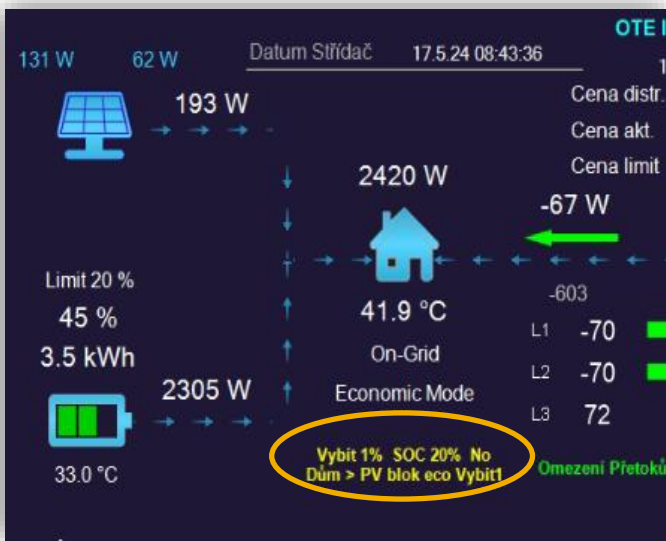 OTE
131 W 62 W Datum Střídač 17.5.24 08:43:36
193 W
Cena distr.
Cena akt.
Cena limit
2420 W
-67 W
Limit 20 %
45 %
3.5 kWh
2305 W
33.0 °C
41.9 °C
On-Grid
Economic Mode
-603
L1 -70
L2 -70
L3 72
Vybít 1% SOC 20% No
Dům > PV blok eco Vybit1
Omezení Přetoků